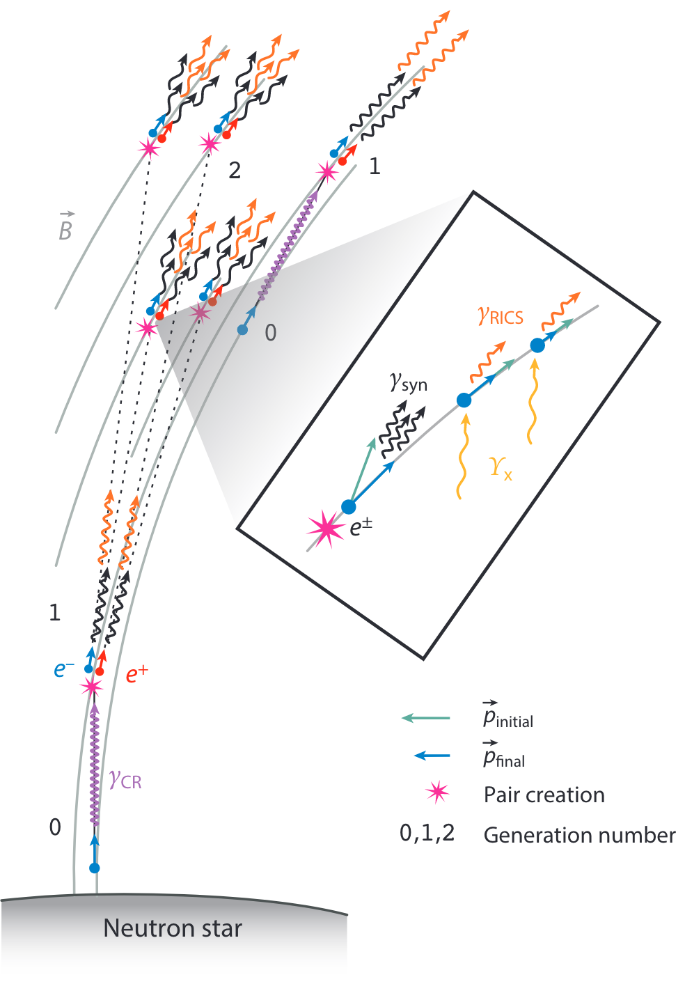 2
1
B⃗
0
γRICS
γsyn
ϒx
e±
1
e− e+
γCR
0
p⃗initial
p⃗final
Pair creation
0,1,2 Generation number
Neutron star